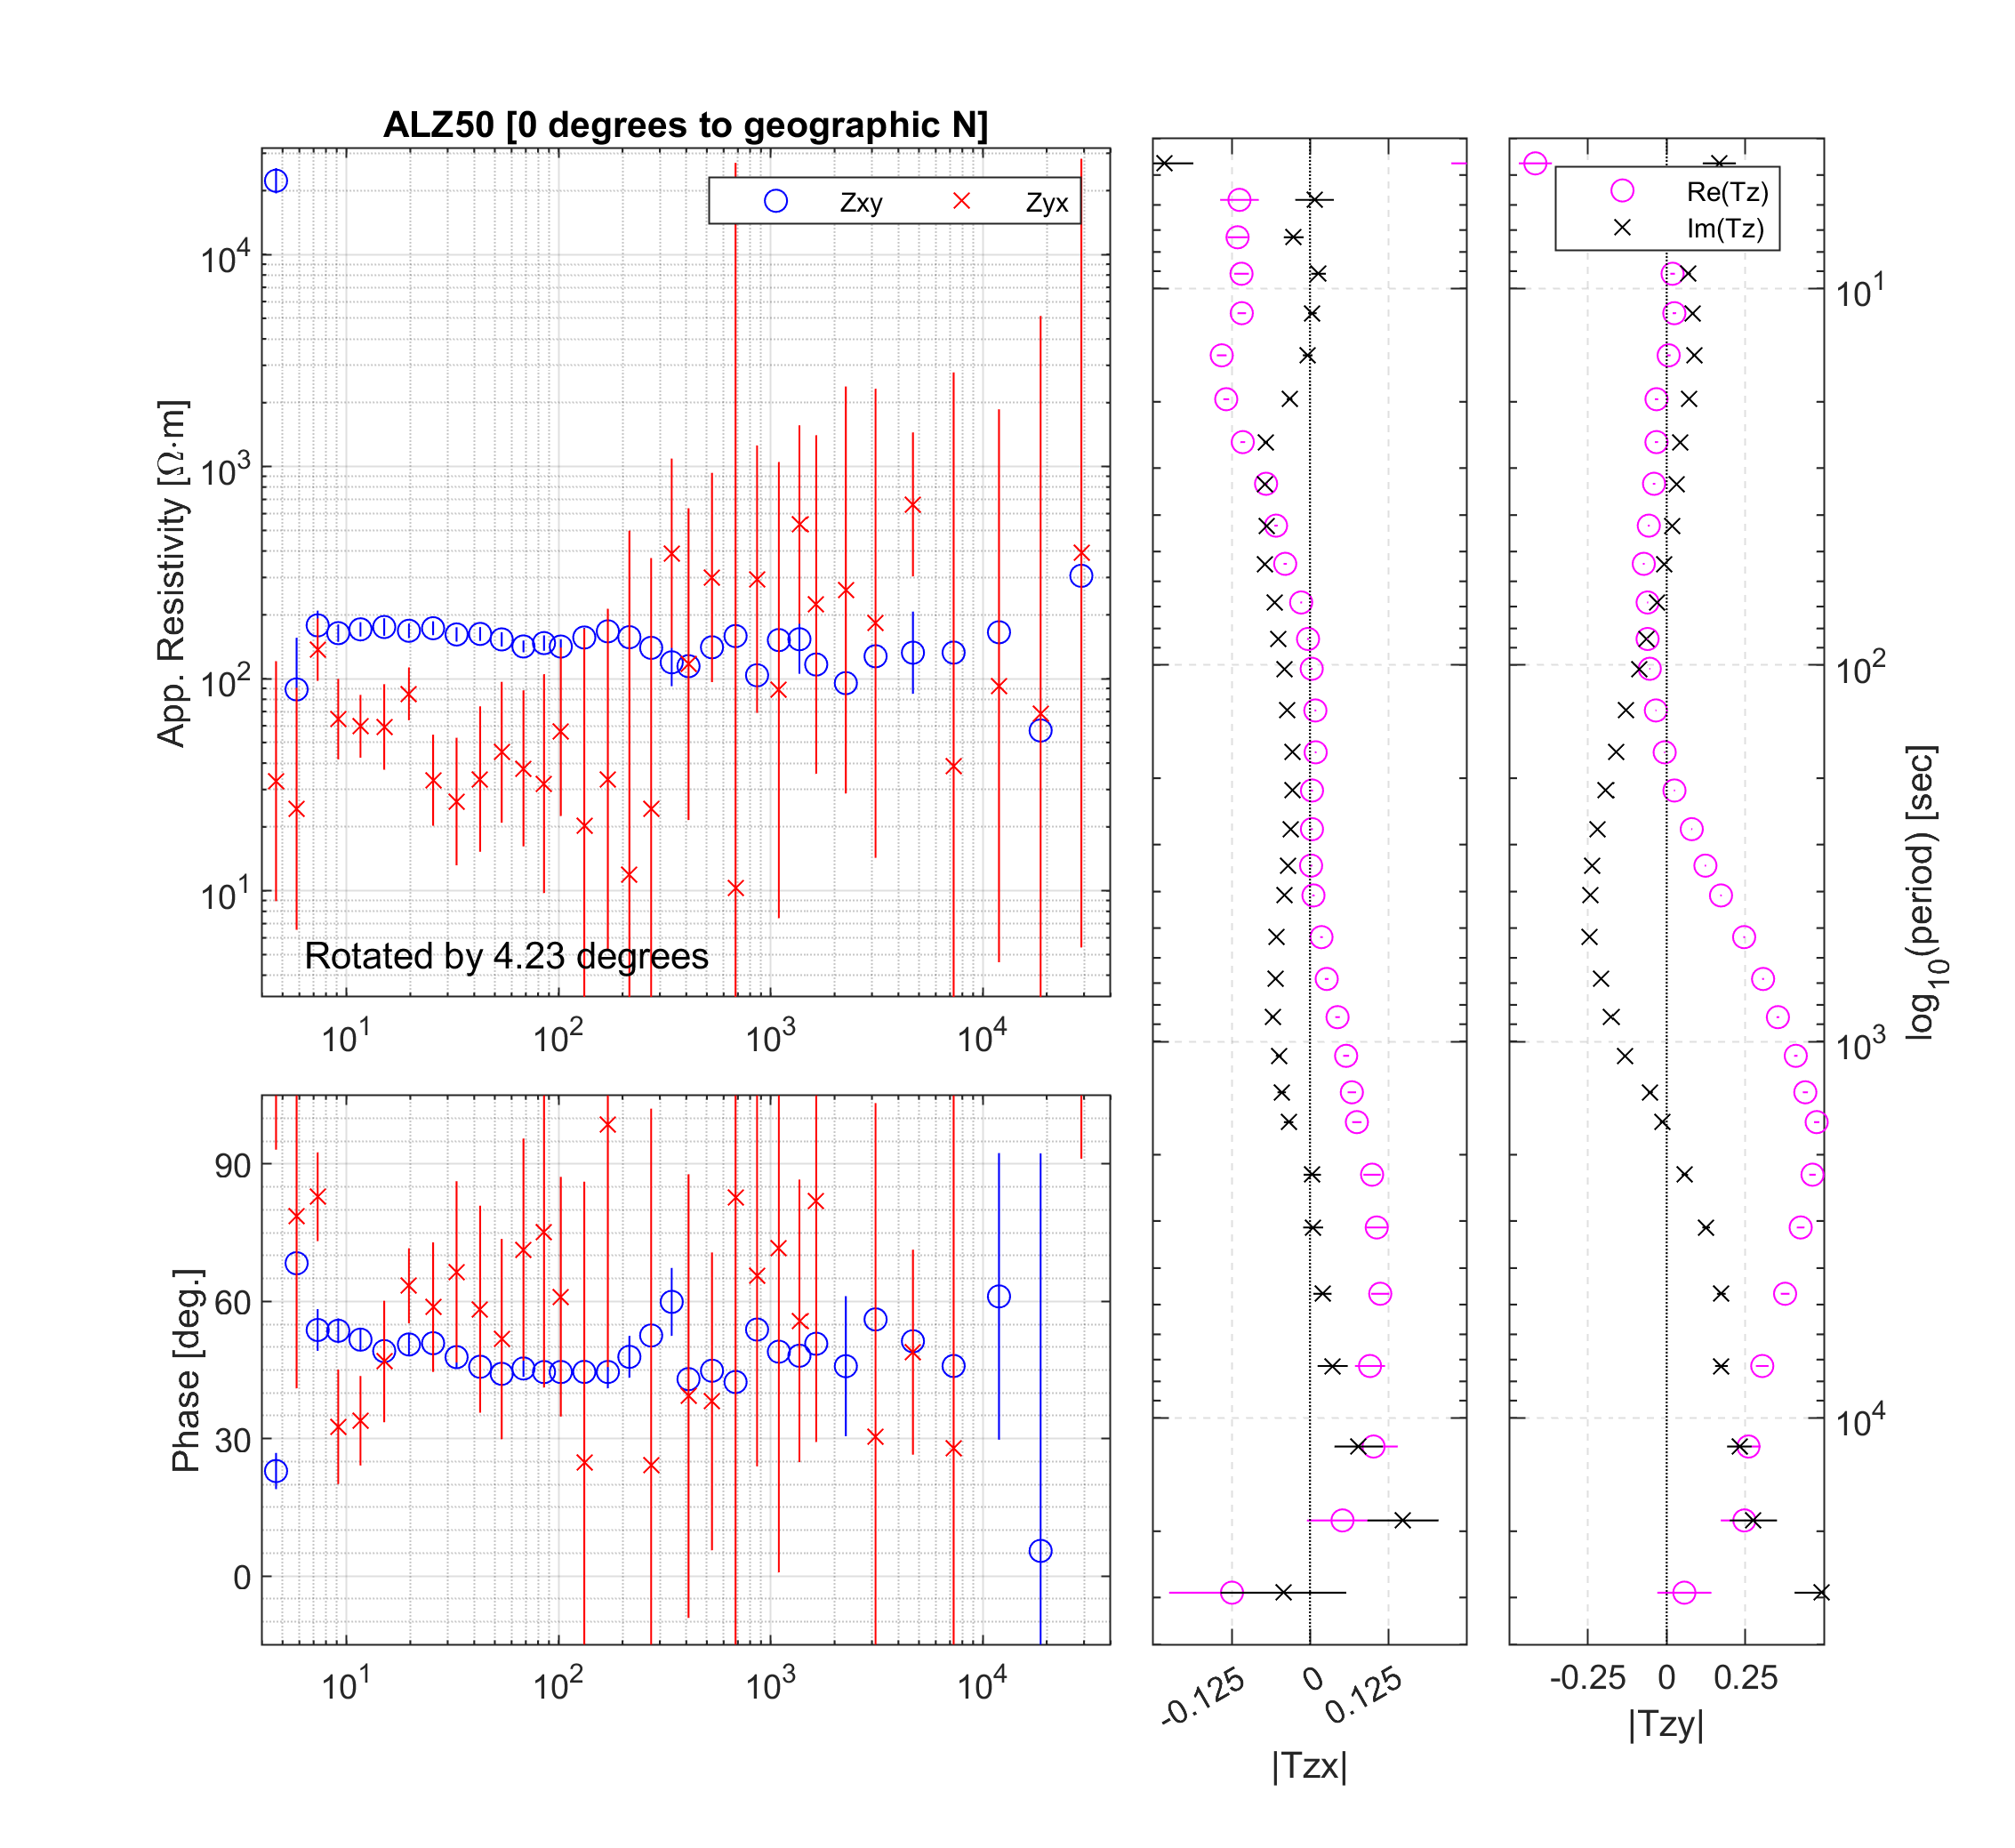 ALZ50 [0 degrees to geographic N]
Zxy Zyx
App. Resistivity [Ω·m]
10^4
10^3
10^2
10^1
Rotated by 4.23 degrees
10^1 10^2 10^3 10^4
Phase [deg.]
90
60
30
0
10^1 10^2 10^3 10^4
-0.125 0 0.125
|Tzx|
Re(Tz)
Im(Tz)
-0.25 0 0.25
|Tzy|
10^1
10^2
10^3
10^4
log10(period) [sec]